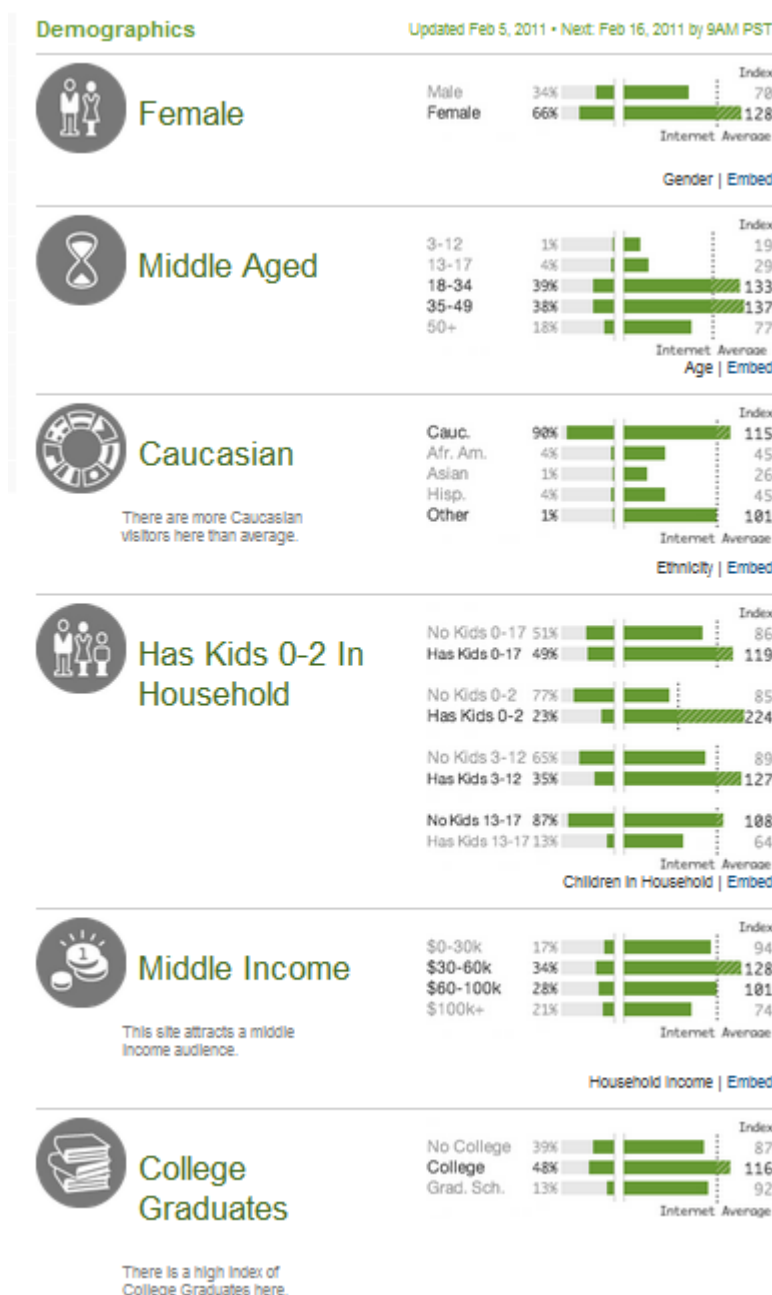 Demographics Updated Feb 5, 2011 • Next: Feb 16, 2011 by 9AM PST
Female
Index
Male 34% 70
Female 66% 128
Internet Average
Gender | Embed
Middle Aged
Index
3-12 1% 19
13-17 4% 29
18-34 39% 133
35-49 38% 137
50+ 18% 77
Internet Average
Age | Embed
Caucasian
There are more Caucasian
visitors here than average.
Index
Cauc. 90% 115
Afr. Am. 4% 45
Asian 1% 26
Hisp. 4% 45
Other 1% 101
Internet Average
Ethnicity | Embed
Has Kids 0-2 In
Household
Index
No Kids 0-17 51% 86
Has Kids 0-17 49% 119
No Kids 0-2 77% 85
Has Kids 0-2 23% 224
No Kids 3-12 65% 89
Has Kids 3-12 35% 127
No Kids 13-17 87% 108
Has Kids 13-17 13% 64
Internet Average
Children in Household | Embed
1
Middle Income
This site attracts a middle
income audience.
Index
$0-30k 17% 94
$30-60k 34% 128
$60-100k 28% 101
$100k+ 21% 74
Internet Average
Household Income | Embed
College
Graduates
There is a high index of
College Graduates here.
Index
No College 39% 87
College 48% 116
Grad. Sch. 13% 92
Internet Average